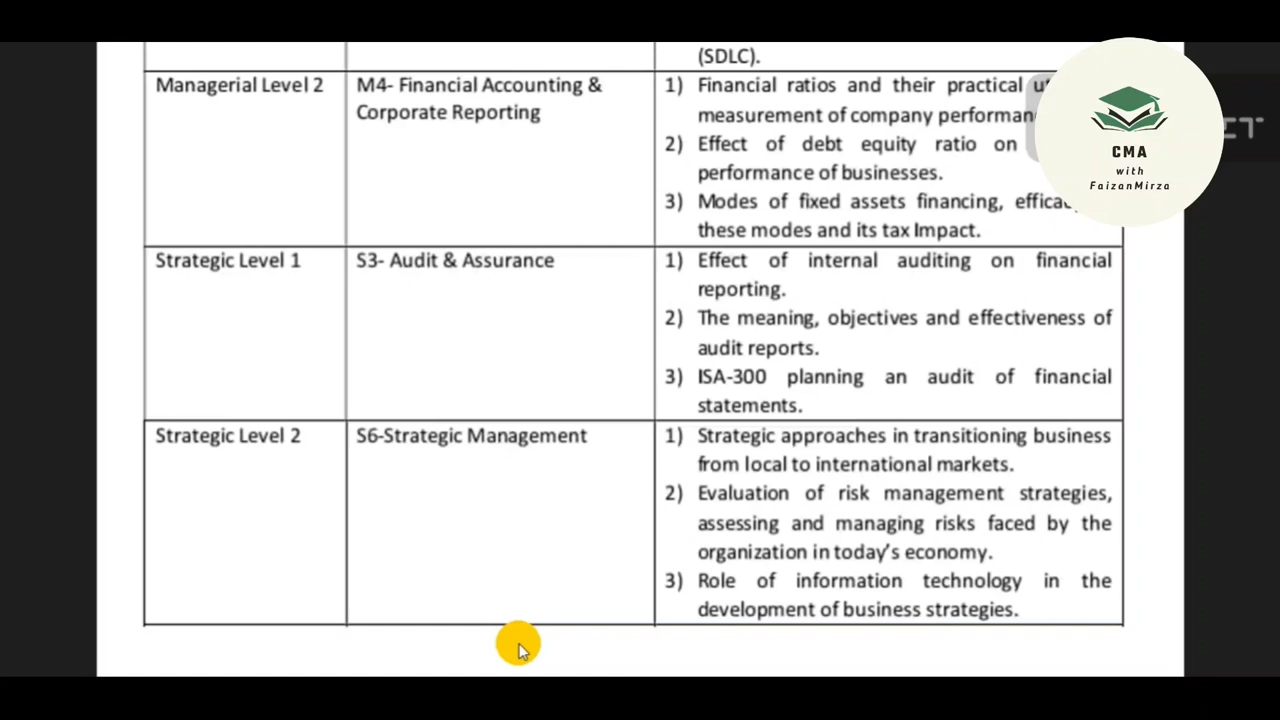 (SDLC).
Managerial Level 2
M4- Financial Accounting &
Corporate Reporting
1) Financial ratios and their practical
measurement of company
2) Effect of debt equity ratio on
performance of businesses.
3) Modes of fixed assets financing,
these modes and its tax Impact.
Strategic Level 1
S3- Audit & Assurance
1) Effect of internal auditing on financial
reporting.
2) The meaning, objectives and effectiveness of
audit reports.
3) ISA-300 planning an audit of financial
statements.
Strategic Level 2
S6-Strategic Management
1) Strategic approaches in transitioning business
from local to international markets.
2) Evaluation of risk management strategies,
assessing and managing risks faced by the
organization in today's economy.
3) Role of information technology in the
development of business strategies.
CMA
with
FaizanMirza